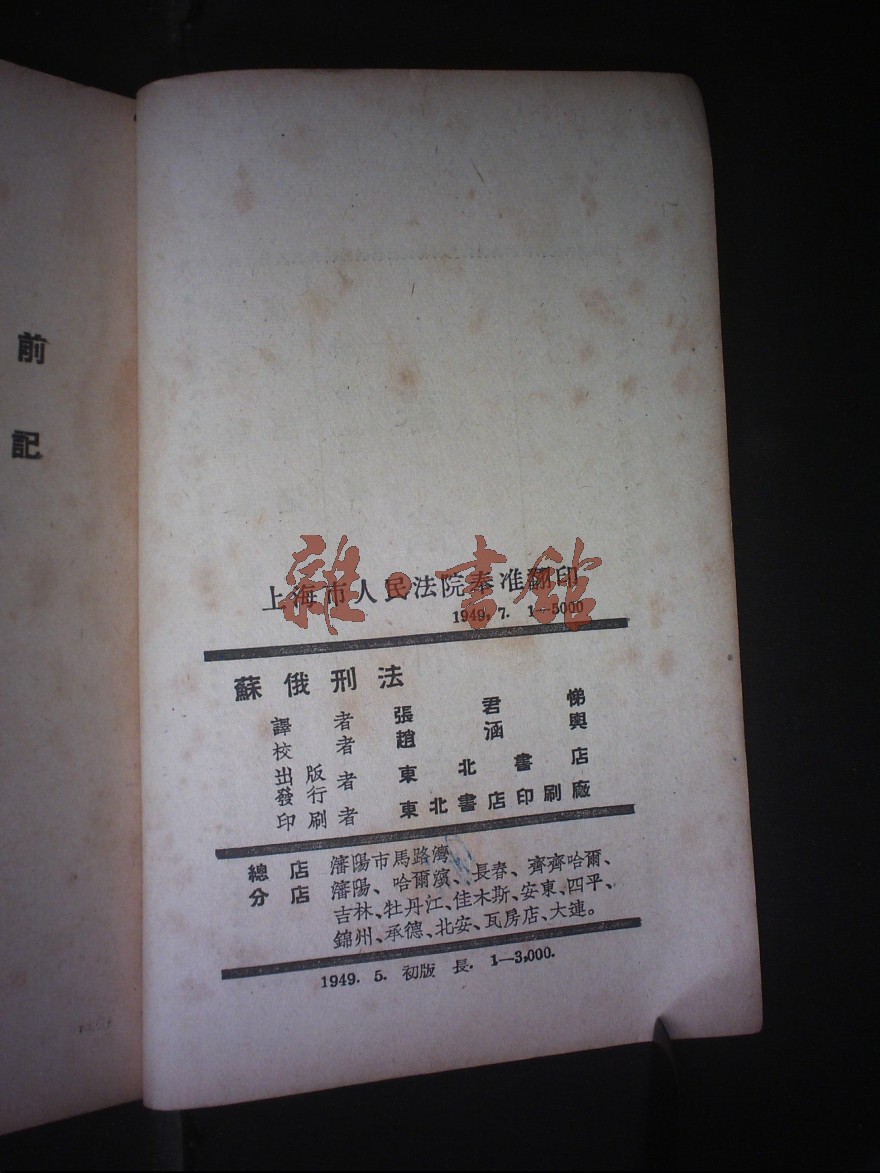 前記
雜·書館
上海市人民法院奉准翻印
1949. 7. 1—5000
蘇俄刑法
譯者 張君悌
校者 趙涵輿
出版 發行 者 東北書店
印刷者 東北書店印刷廠
總店 瀋陽市馬路灣
分店 瀋陽、哈爾濱、長春、齊齊哈爾、
吉林、牡丹江、佳木斯、安東、四平、
錦州、承德、北安、瓦房店、大連。
1949. 5. 初版 長. 1—3,000.